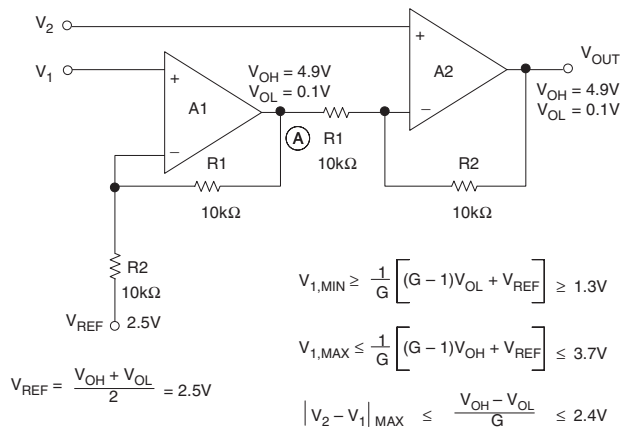 V2
V1
+
A1
−
VOH = 4.9V
VOL = 0.1V
A
R1
10kΩ
R1
10kΩ
R2
10kΩ
VREF 2.5V
+
A2
−
R2
10kΩ
VOUT
VOH = 4.9V
VOL = 0.1V
V1,MIN ≥ 1/G [(G − 1)VOL + VREF] ≥ 1.3V
V1,MAX ≤ 1/G [(G − 1)VOH + VREF] ≤ 3.7V
VREF = (VOH + VOL)/2 = 2.5V
|V2 − V1|MAX ≤ (VOH − VOL)/G ≤ 2.4V